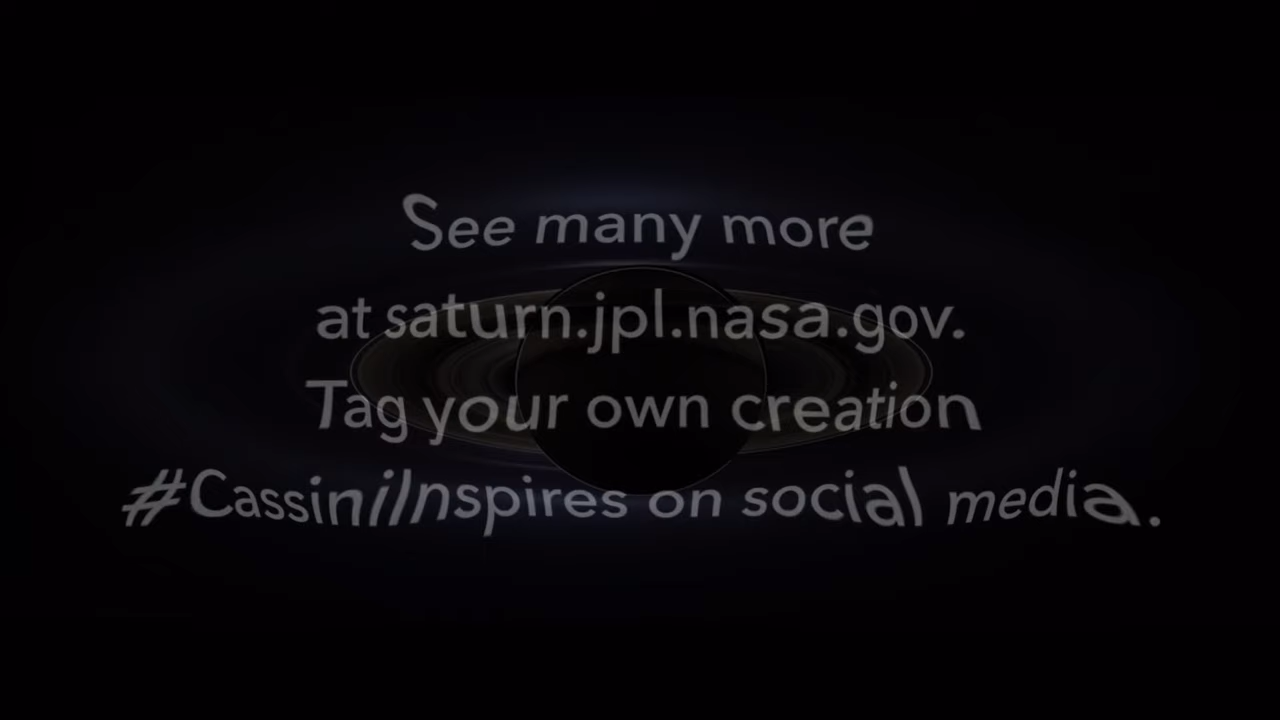 See many more
at saturn.jpl.nasa.gov.
Tag your own creation
#CassiniInspires on social media.